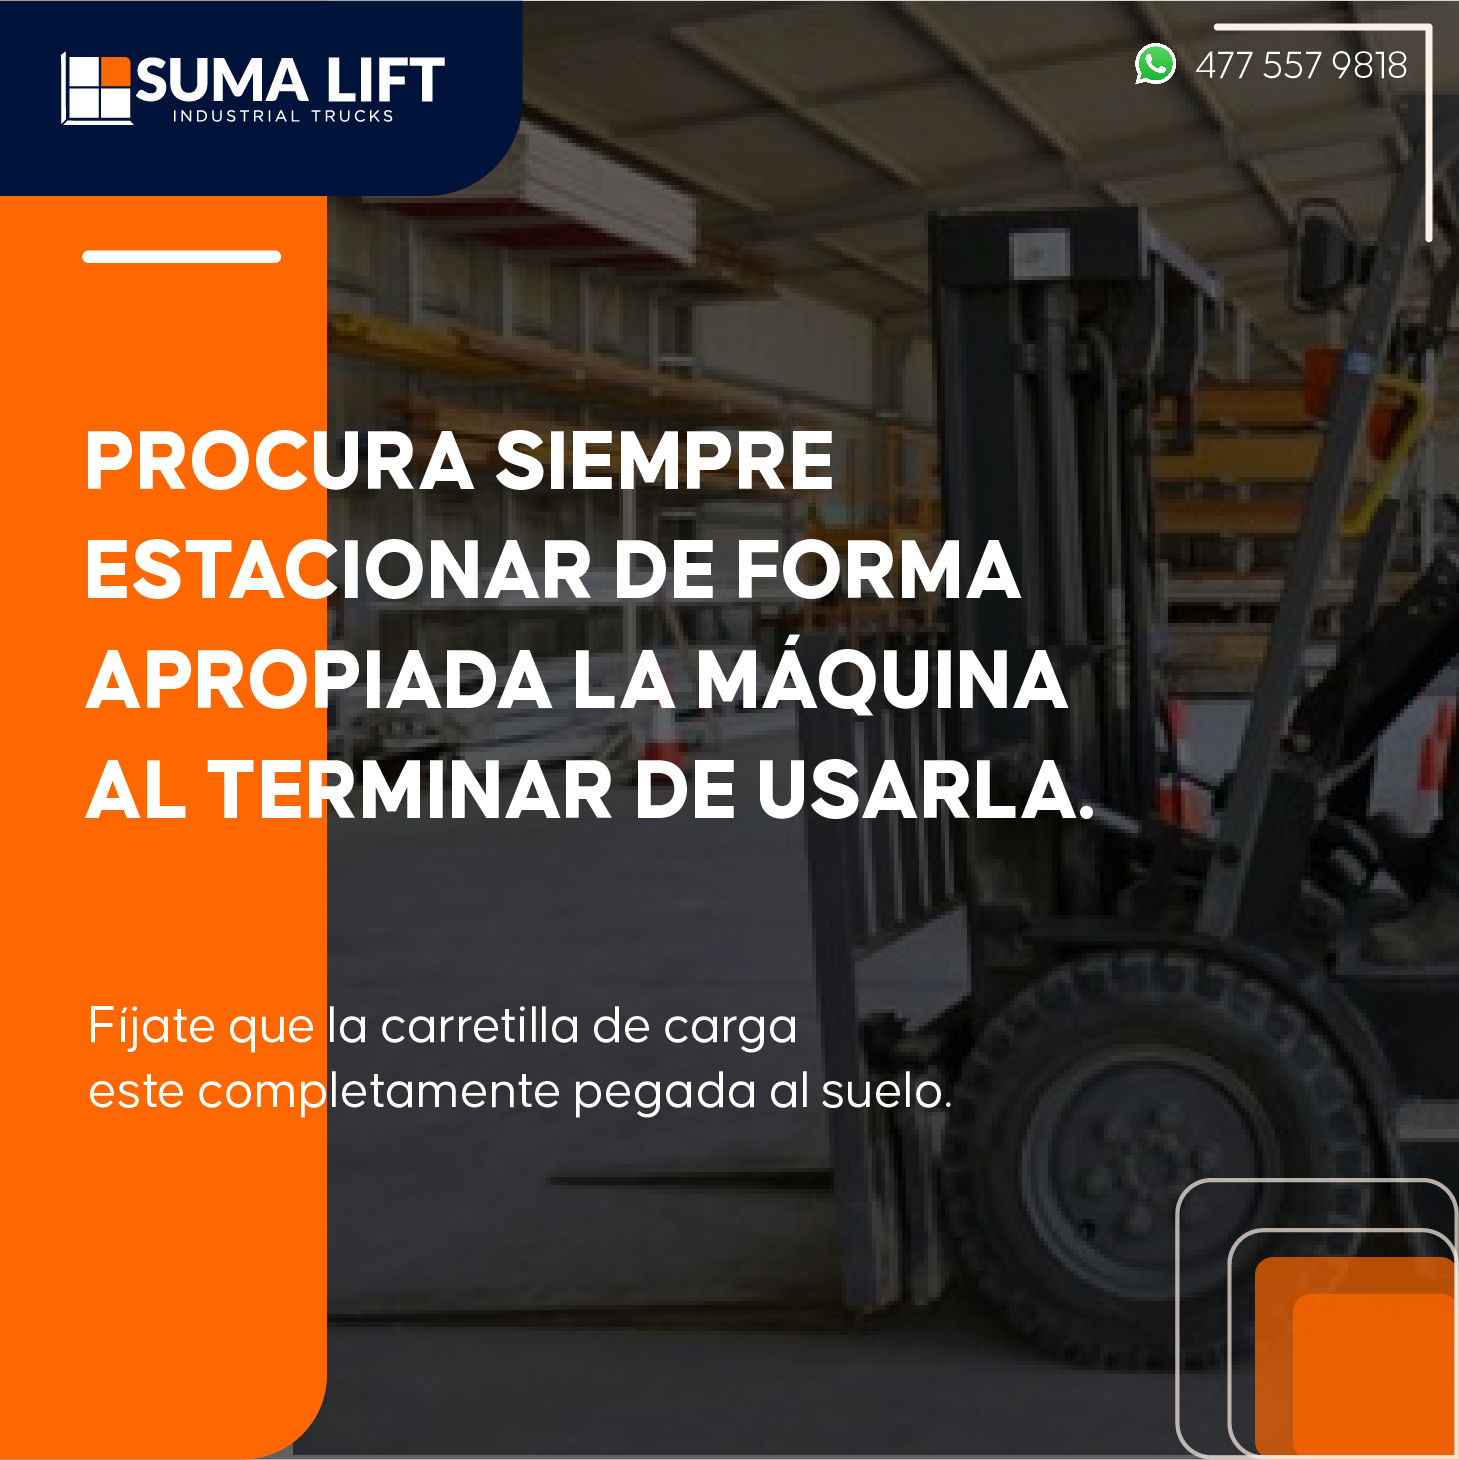 SUMA LIFT
INDUSTRIAL TRUCKS
477 557 9818
PROCURA SIEMPRE
ESTACIONAR DE FORMA
APROPIADA LA MÁQUINA
AL TERMINAR DE USARLA.
Fíjate que la carretilla de carga
este completamente pegada al suelo.